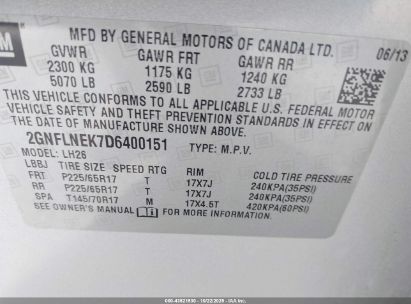 GM
MFD BY GENERAL MOTORS OF CANADA LTD. 06/13
GVWR GAWR FRT GAWR RR
2300 KG 1175 KG 1240 KG
5070 LB 2590 LB 2733 LB
THIS VEHICLE CONFORMS TO ALL APPLICABLE U.S. FEDERAL MOTOR
VEHICLE SAFETY AND THEFT PREVENTION STANDARDS IN EFFECT ON
THE DATE OF MANUFACTURE SHOWN ABOVE.
2GNFLNEK7D6400151 TYPE: M.P.V.
MODEL: LH26
LBBJ TIRE SIZE SPEED RTG RIM COLD TIRE PRESSURE
FRT P225/65R17 T 17X7J 240KPA(35PSI)
RR P225/65R17 T 17X7J 240KPA(35PSI)
SPA T145/70R17 M 17X4.5T 420KPA(60PSI)
SEE OWNER'S MANUAL FOR MORE INFORMATION.